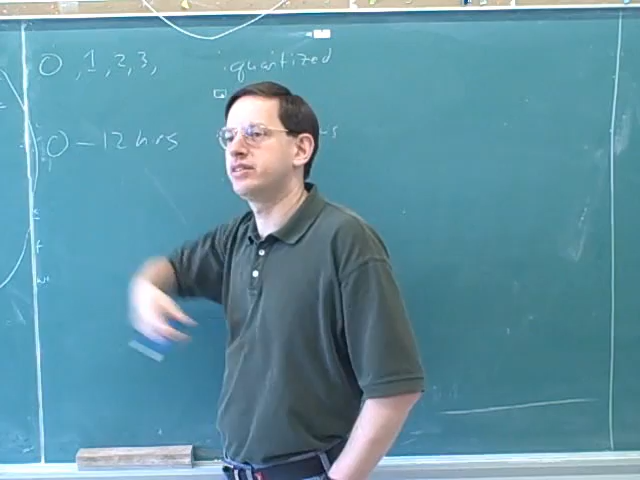 0, 1, 2, 3, quantized
0 - 12 hrs